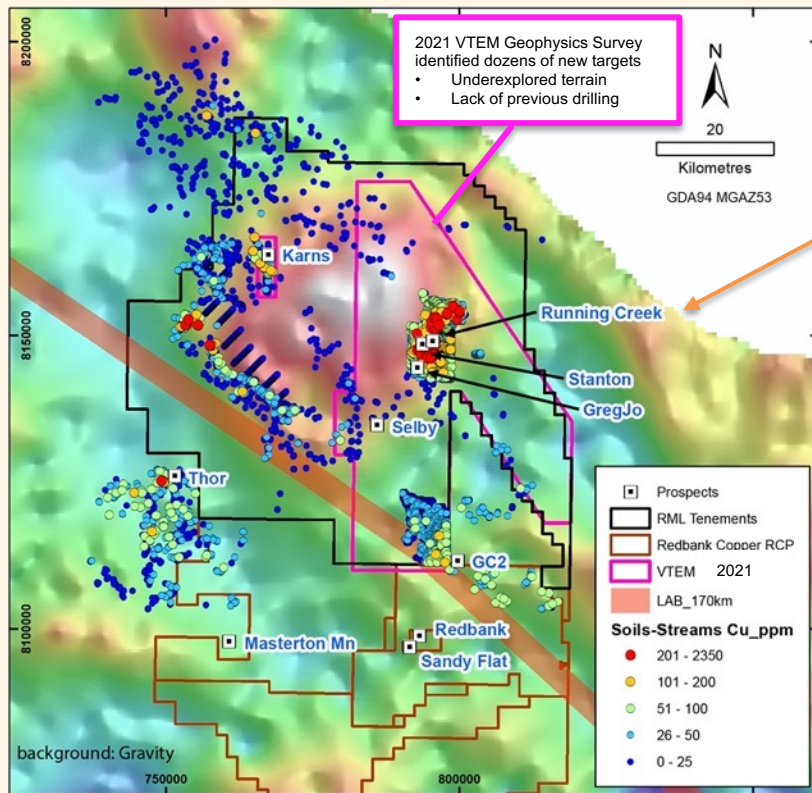 8200000
2021 VTEM Geophysics Survey
identified dozens of new targets
• Underexplored terrain
• Lack of previous drilling
N
20
Kilometres
GDA94 MGAZ53
Karns
8150000
Running Creek
Stanton
GregJo
Selby
Thor
GC2
8100000
Redbank
Masterton Mn
Sandy Flat
Prospects
RML Tenements
Redbank Copper RCP
VTEM 2021
LAB_170km
Soils-Streams Cu_ppm
201 - 2350
101 - 200
51 - 100
26 - 50
0 - 25
background: Gravity
750000
800000